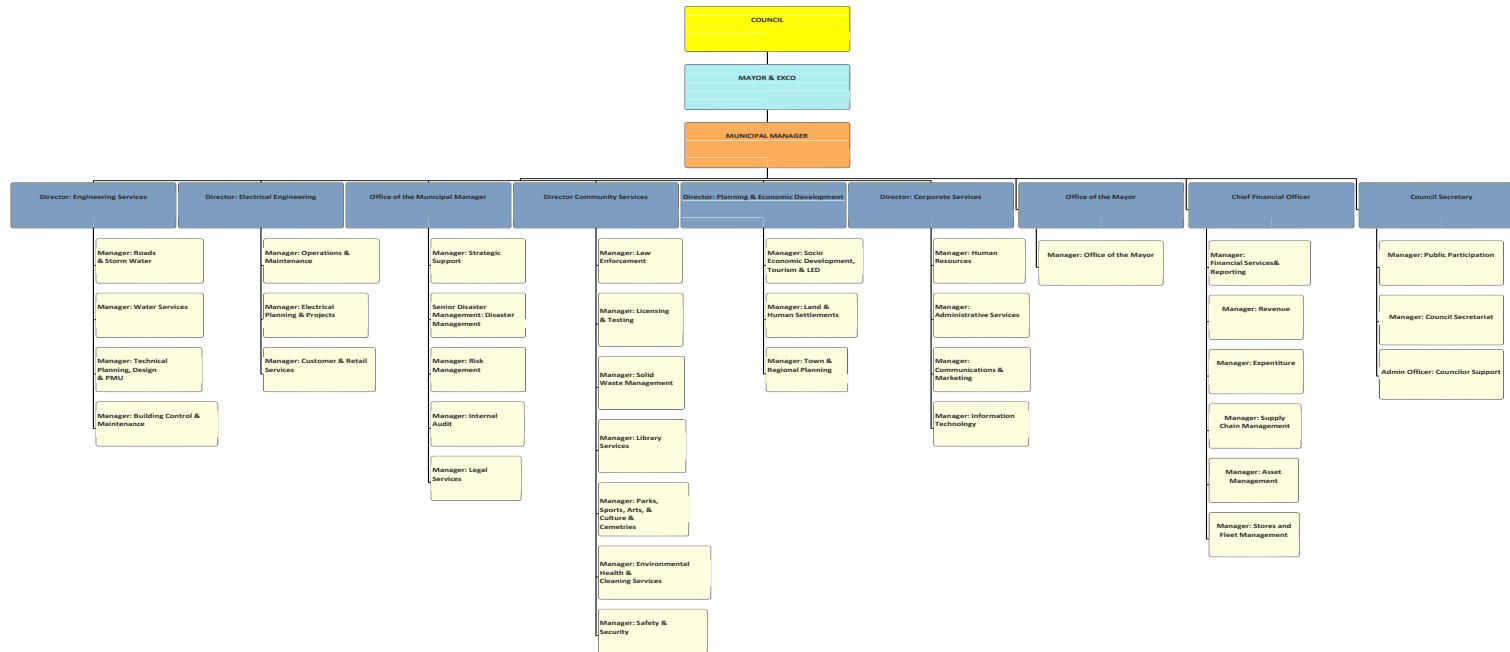 COUNCIL
MAYOR & EXCO
MUNICIPAL MANAGER
Director: Engineering Services
Director: Electrical Engineering
Office of the Municipal Manager
Director Community Services
Director: Planning & Economic Development
Director: Corporate Services
Office of the Mayor
Chief Financial Officer
Council Secretary
Manager: Roads
& Storm Water
Manager: Water Services
Manager: Technical
Planning, Design
& PMU
Manager: Building Control &
Maintenance
Manager: Operations &
Maintenance
Manager: Electrical
Planning & Projects
Manager: Customer & Retail
Services
Manager: Strategic
Support
Senior Disaster
Management: Disaster
Management
Manager: Risk
Management
Manager: Internal
Audit
Manager: Legal
Services
Manager: Law
Enforcement
Manager: Licensing
& Testing
Manager: Solid
Waste Management
Manager: Library
Services
Manager: Parks,
Sports, Arts, &
Culture &
Cemetries
Manager: Environmental
Health &
Cleaning Services
Manager: Safety &
Security
Manager: Socio
Economic Development,
Tourism & LED
Manager: Land &
Human Settlements
Manager: Town &
Regional Planning
Manager: Human
Resources
Manager:
Administrative Services
Manager:
Communications &
Marketing
Manager: Information
Technology
Manager: Office of the Mayor
Manager:
Financial Services&
Reporting
Manager: Revenue
Manager: Expentiture
Manager: Supply
Chain Management
Manager: Asset
Management
Manager: Stores and
Fleet Management
Manager: Public Participation
Manager: Council Secretariat
Admin Officer: Councilor Support